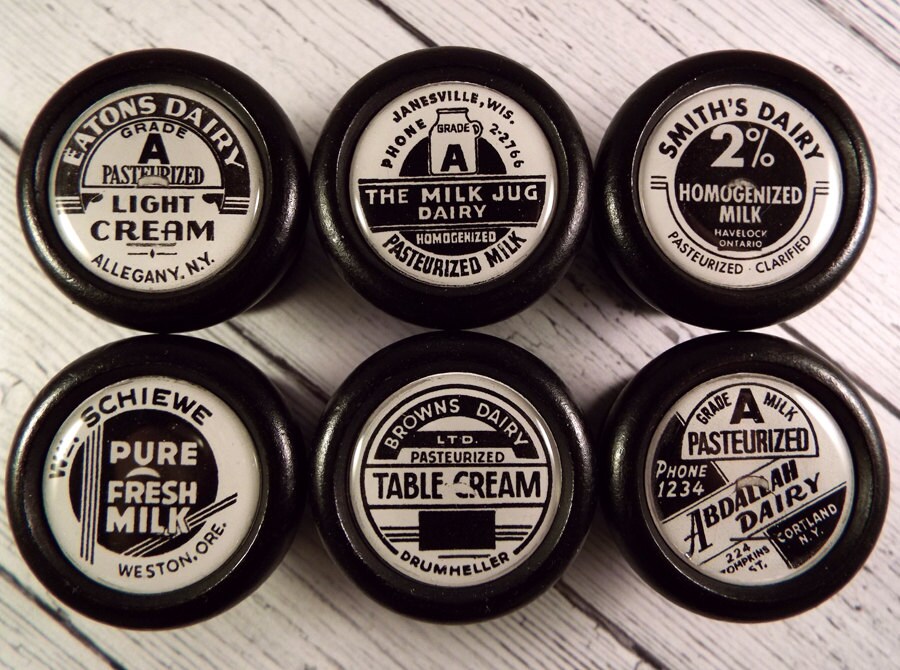 EATONS DAIRY
GRADE
A
PASTEURIZED
LIGHT
CREAM
ALLEGANY, N.Y.
JANESVILLE, WIS.
PHONE 2-2766
GRADE
A
THE MILK JUG
DAIRY
HOMOGENIZED
PASTEURIZED MILK
SMITH'S DAIRY
2%
HOMOGENIZED
MILK
HAVELOCK
ONTARIO
PASTEURIZED · CLARIFIED
WM. SCHIEWE
PURE
FRESH
MILK
WESTON, ORE.
BROWNS DAIRY
LTD.
PASTEURIZED
TABLE CREAM
DRUMHELLER
GRADE A MILK
PASTEURIZED
PHONE
1234
ABDALLAH
DAIRY
224
TOMPKINS
ST.
CORTLAND
N.Y.